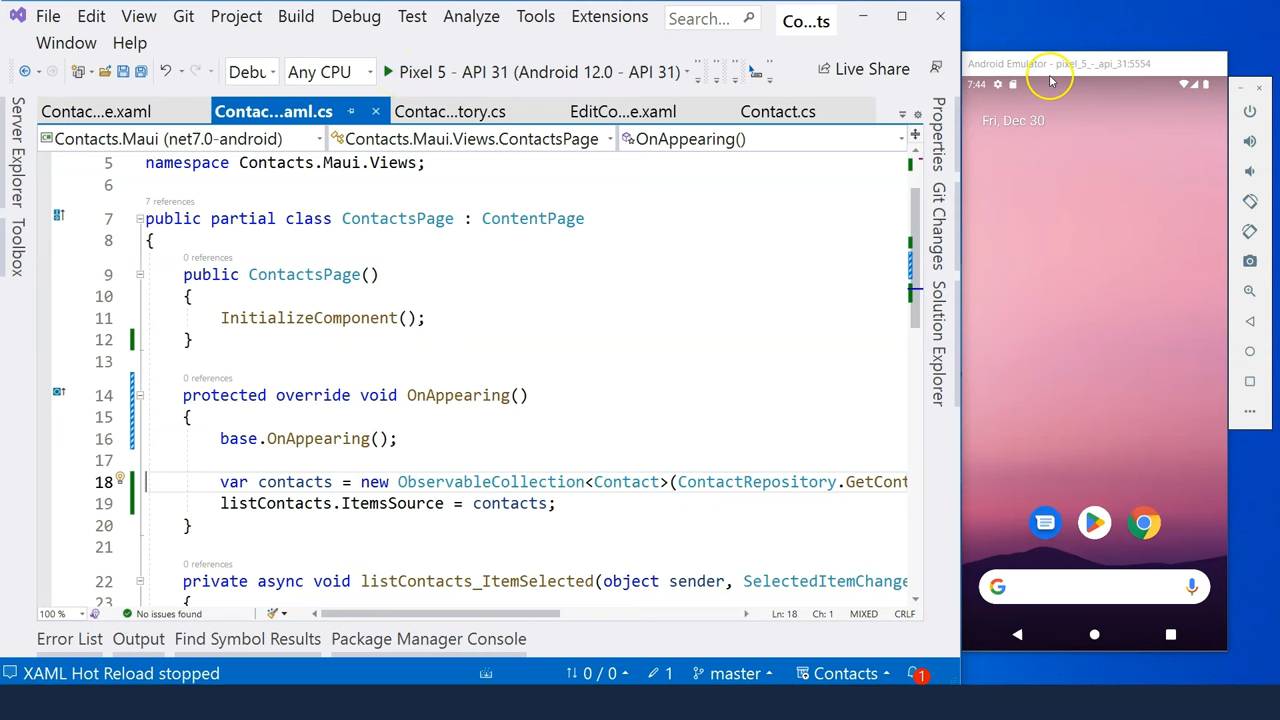 File Edit View Git Project Build Debug Test Analyze Tools Extensions Search... Co...ts
Window Help
Debu Any CPU Pixel 5 - API 31 (Android 12.0 - API 31) Live Share
Contac...e.xaml Contac...aml.cs Contac...tory.cs EditCo...e.xaml Contact.cs
Contacts.Maui (net7.0-android) Contacts.Maui.Views.ContactsPage OnAppearing()
5 namespace Contacts.Maui.Views;
6
7 references
7 public partial class ContactsPage : ContentPage
8 {
0 references
9 public ContactsPage()
10 {
11 InitializeComponent();
12 }
13
0 references
14 protected override void OnAppearing()
15 {
16 base.OnAppearing();
17
18 var contacts = new ObservableCollection<Contact>(ContactRepository.GetCont
19 listContacts.ItemsSource = contacts;
20 }
21
0 references
22 private async void listContacts_ItemSelected(object sender, SelectedItemChange
23 {
100 % No issues found Ln: 18 Ch: 1 MIXED CRLF
Error List Output Find Symbol Results Package Manager Console
XAML Hot Reload stopped 0 / 0 1 master Contacts 1
Server Explorer
Toolbox
Properties
Git Changes
Solution Explorer
Android Emulator - pixel_5_-_api_31:5554
7:44
Fri, Dec 30